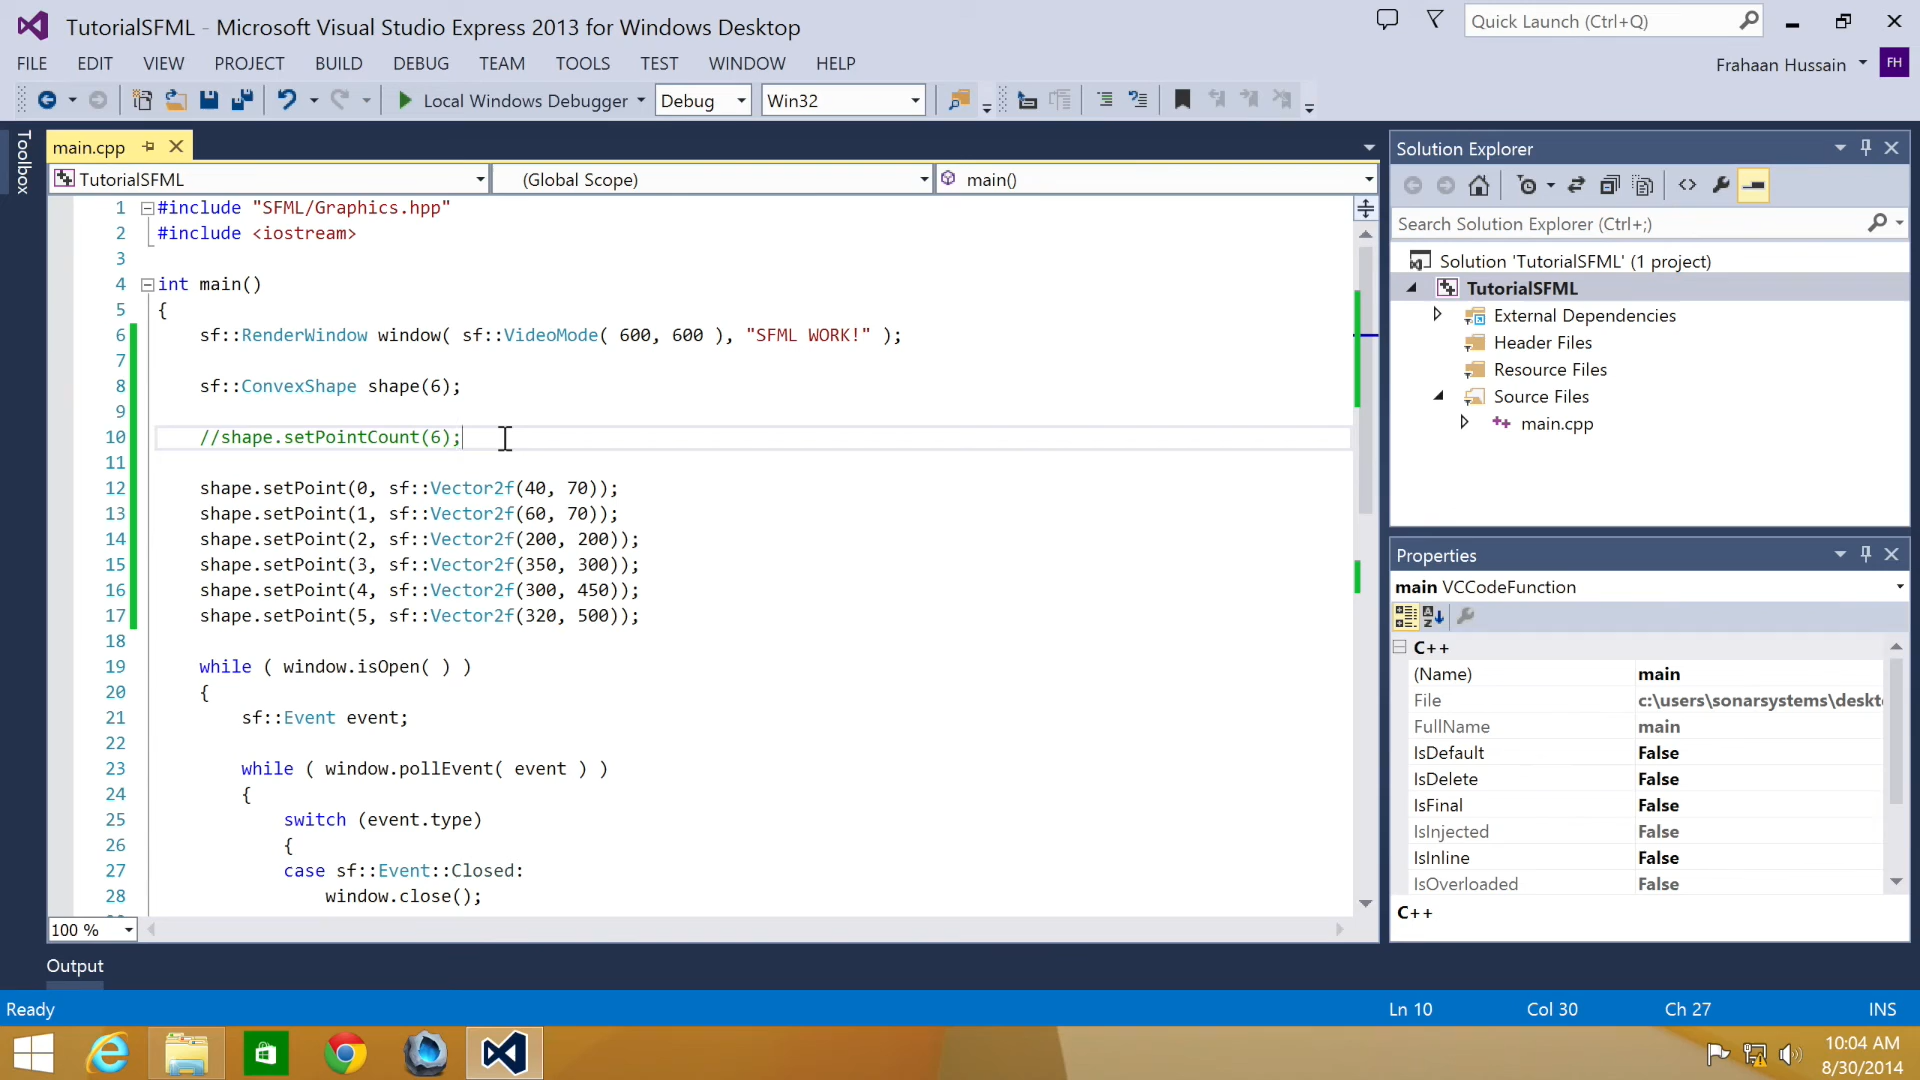 TutorialSFML - Microsoft Visual Studio Express 2013 for Windows Desktop
Quick Launch (Ctrl+Q)
FILE EDIT VIEW PROJECT BUILD DEBUG TEAM TOOLS TEST WINDOW HELP
Frahaan Hussain FH
Local Windows Debugger Debug Win32
Toolbox
main.cpp
TutorialSFML (Global Scope) main()
1 #include "SFML/Graphics.hpp"
2 #include <iostream>
3
4 int main()
5 {
6 sf::RenderWindow window( sf::VideoMode( 600, 600 ), "SFML WORK!" );
7
8 sf::ConvexShape shape(6);
9
10 //shape.setPointCount(6);
11
12 shape.setPoint(0, sf::Vector2f(40, 70));
13 shape.setPoint(1, sf::Vector2f(60, 70));
14 shape.setPoint(2, sf::Vector2f(200, 200));
15 shape.setPoint(3, sf::Vector2f(350, 300));
16 shape.setPoint(4, sf::Vector2f(300, 450));
17 shape.setPoint(5, sf::Vector2f(320, 500));
18
19 while ( window.isOpen( ) )
20 {
21 sf::Event event;
22
23 while ( window.pollEvent( event ) )
24 {
25 switch (event.type)
26 {
27 case sf::Event::Closed:
28 window.close();
100 %
Output
Solution Explorer
Search Solution Explorer (Ctrl+;)
Solution 'TutorialSFML' (1 project)
TutorialSFML
External Dependencies
Header Files
Resource Files
Source Files
main.cpp
Properties
main VCCodeFunction
C++
(Name) main
File c:\users\sonarsystems\deskt
FullName main
IsDefault False
IsDelete False
IsFinal False
IsInjected False
IsInline False
IsOverloaded False
C++
Ready Ln 10 Col 30 Ch 27 INS
10:04 AM
8/30/2014